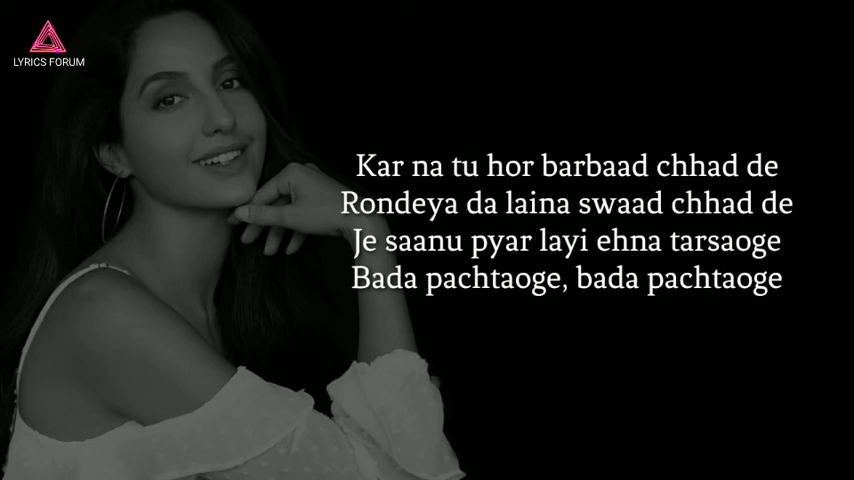 LYRICS FORUM
Kar na tu hor barbaad chhad de
Rondeya da laina swaad chhad de
Je saanu pyar layi ehna tarsaoge
Bada pachtaoge, bada pachtaoge